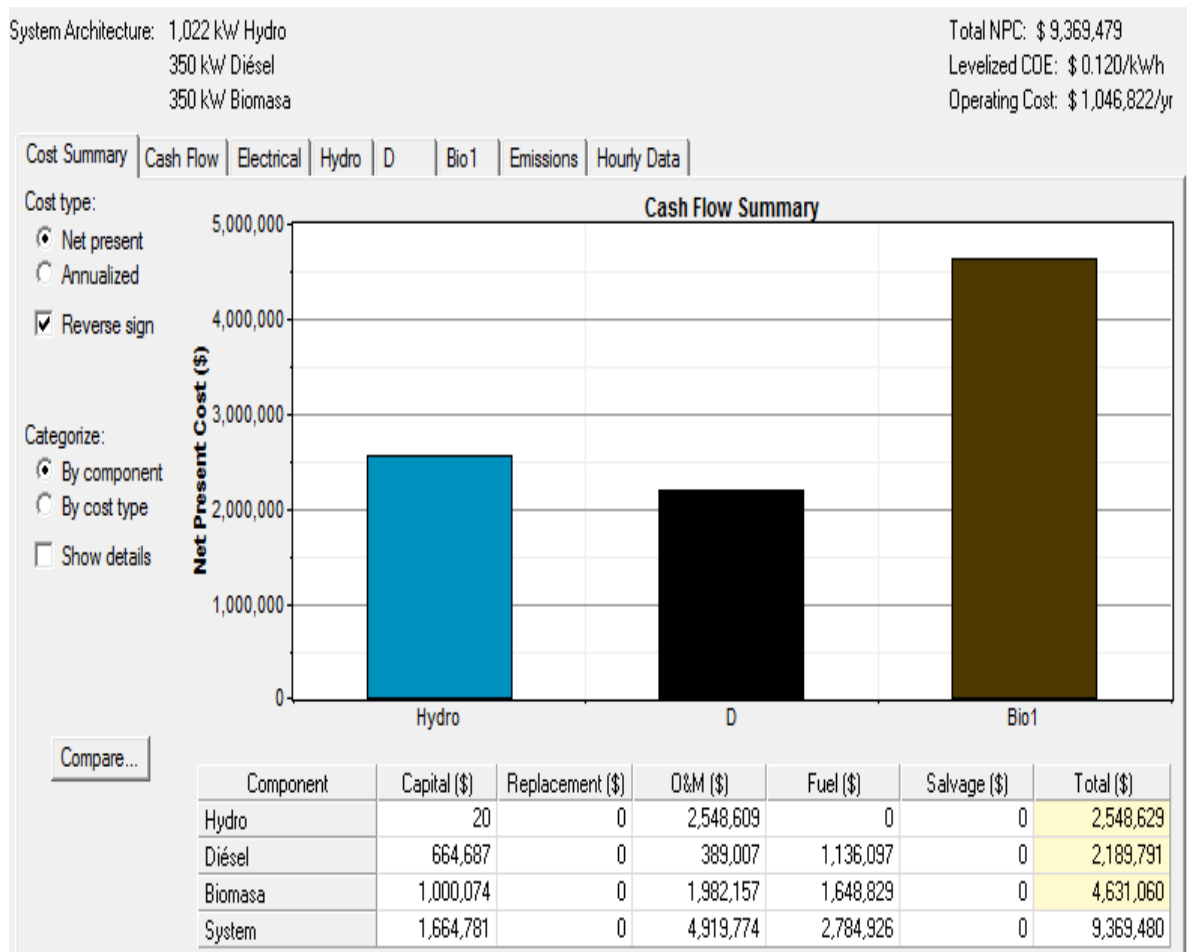 System Architecture: 1,022 kW Hydro Total NPC: $ 9,369,479
350 kW Diésel Levelized COE: $ 0.120/kWh
350 kW Biomasa Operating Cost: $ 1,046,822/yr
Cost Summary Cash Flow Electrical Hydro D Bio1 Emissions Hourly Data
Cost type:
Net present
Annualized
Reverse sign
Categorize:
By component
By cost type
Show details
Compare...
Cash Flow Summary
Net Present Cost ($)
5,000,000
4,000,000
3,000,000
2,000,000
1,000,000
0
Hydro D Bio1
Component Capital ($) Replacement ($) O&M ($) Fuel ($) Salvage ($) Total ($)
Hydro 20 0 2,548,609 0 0 2,548,629
Diésel 664,687 0 389,007 1,136,097 0 2,189,791
Biomasa 1,000,074 0 1,982,157 1,648,829 0 4,631,060
System 1,664,781 0 4,919,774 2,784,926 0 9,369,480